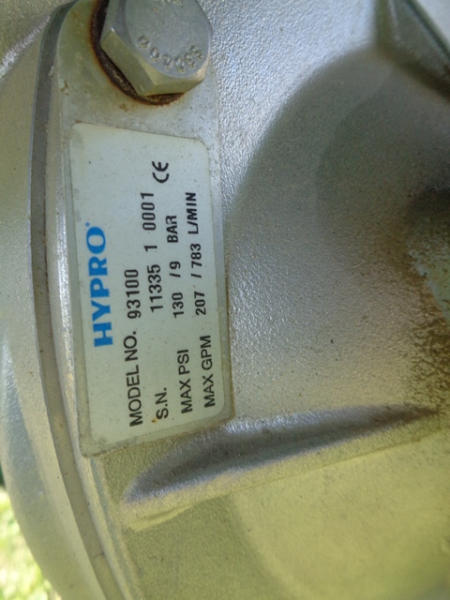 HYPRO
MODEL NO. 93100
S.N. 11335 1 0001 CE
MAX PSI 130 / 9 BAR
MAX GPM 207 / 783 L/MIN